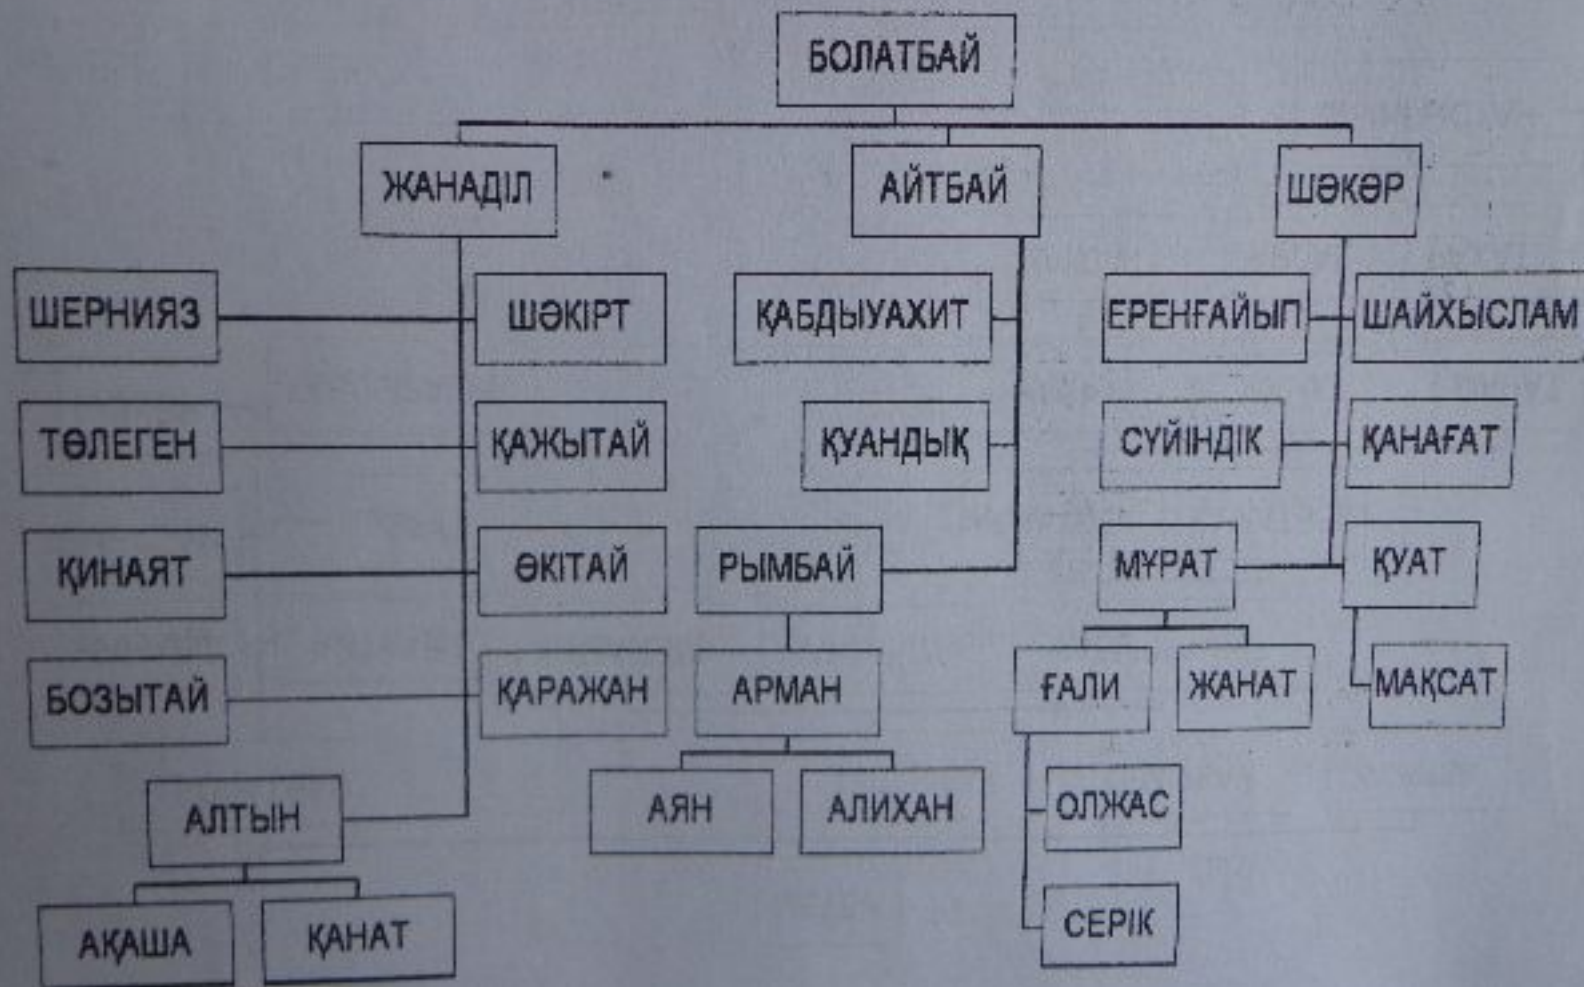 БОЛАТБАЙ
ЖАНАДІЛ АЙТБАЙ ШӘКӘР
ШЕРНИЯЗ ШӘКІРТ ҚАБДЫУАХИТ ЕРЕНҒАЙЫП ШАЙХЫСЛАМ
ТӨЛЕГЕН ҚАЖЫТАЙ ҚУАНДЫҚ СҮЙІНДІК ҚАНАҒАТ
ҚИНАЯТ ӨКІТАЙ РЫМБАЙ МҰРАТ ҚУАТ
БОЗЫТАЙ ҚАРАЖАН АРМАН ҒАЛИ ЖАНАТ МАҚСАТ
АЛТЫН АЯН АЛИХАН ОЛЖАС
АҚАША ҚАНАТ СЕРІК